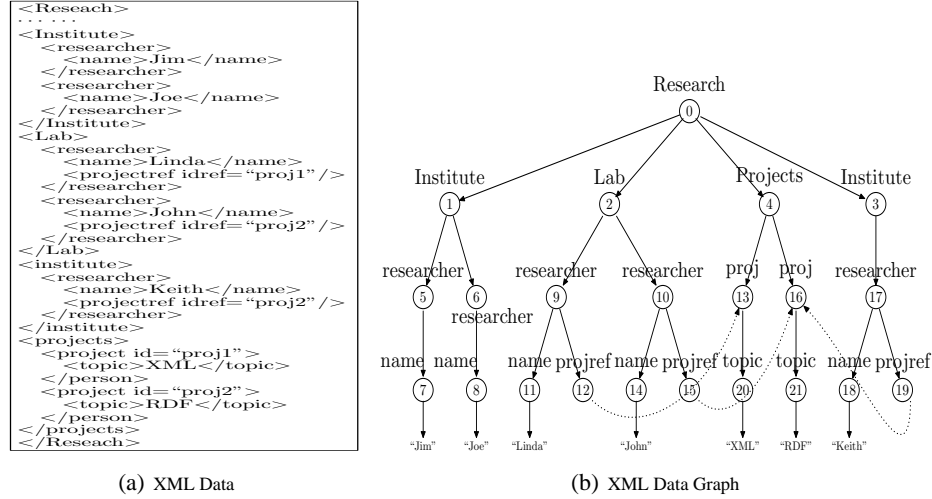 <Reseach>
... ...
<Institute>
<researcher>
<name>Jim</name>
</researcher>
<researcher>
<name>Joe</name>
</researcher>
</Institute>
<Lab>
<researcher>
<name>Linda</name>
<projectref idref="proj1"/>
</researcher>
<researcher>
<name>John</name>
<projectref idref="proj2"/>
</researcher>
</Lab>
<institute>
<researcher>
<name>Keith</name>
<projectref idref="proj2"/>
</researcher>
</institute>
<projects>
<project id="proj1">
<topic>XML</topic>
</person>
<project id="proj2">
<topic>RDF</topic>
</person>
</projects>
</Reseach>
(a) XML Data
Research
0
Institute Lab Projects Institute
1 2 4 3
researcher researcher researcher proj proj researcher
5 6 9 10 13 16 17
researcher
name name name projref name projref topic topic name projref
7 8 11 12 14 15 20 21 18 19
"Jim" "Joe" "Linda" "John" "XML" "RDF" "Keith"
(b) XML Data Graph